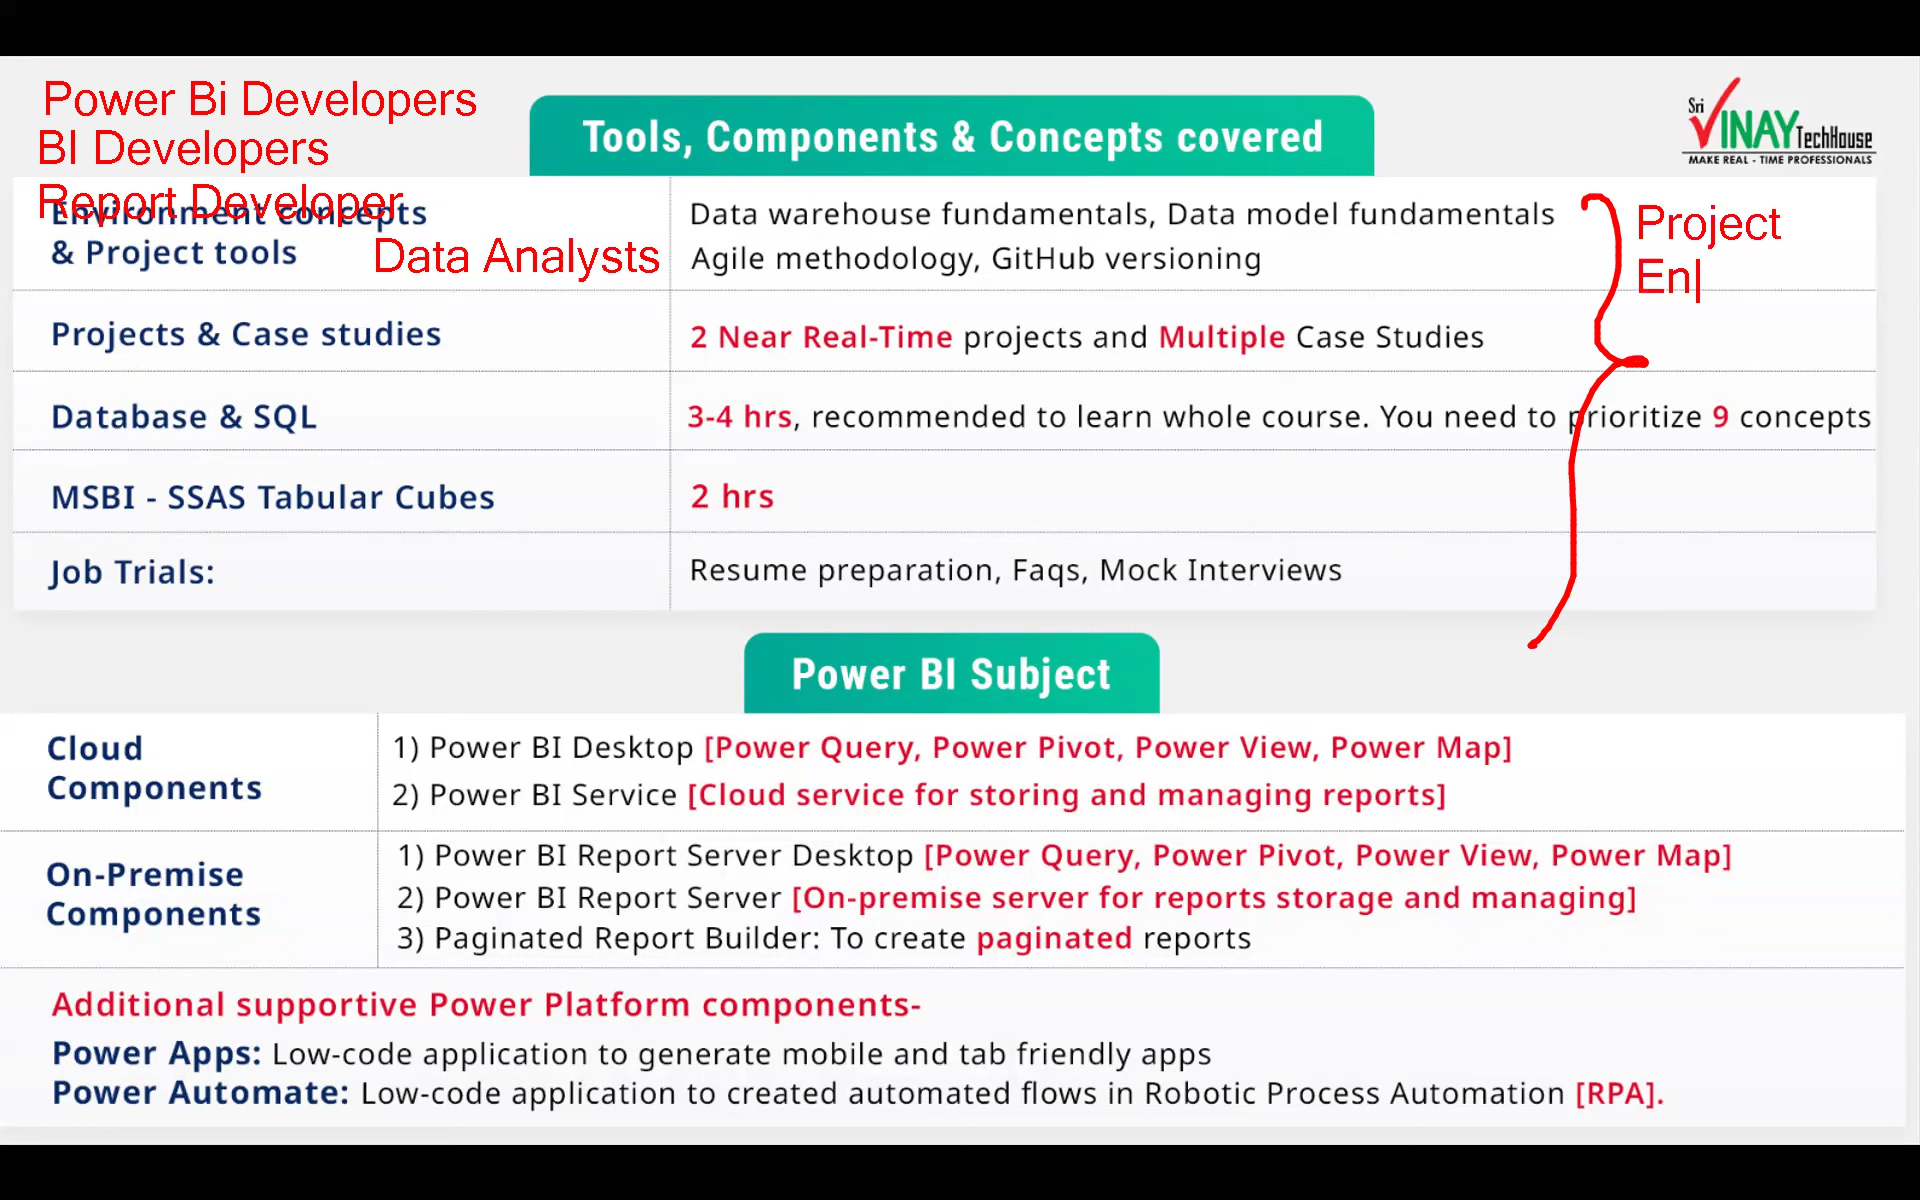 Power Bi Developers
BI Developers
Report Developer
Data Analysts
Tools, Components & Concepts covered
Sri
VINAY TechHouse
MAKE REAL - TIME PROFESSIONALS
Environment concepts
& Project tools
Data warehouse fundamentals, Data model fundamentals
Agile methodology, GitHub versioning
Project
En
Projects & Case studies
2 Near Real-Time projects and Multiple Case Studies
Database & SQL
3-4 hrs, recommended to learn whole course. You need to prioritize 9 concepts
MSBI - SSAS Tabular Cubes
2 hrs
Job Trials:
Resume preparation, Faqs, Mock Interviews
Power BI Subject
Cloud
Components
1) Power BI Desktop [Power Query, Power Pivot, Power View, Power Map]
2) Power BI Service [Cloud service for storing and managing reports]
On-Premise
Components
1) Power BI Report Server Desktop [Power Query, Power Pivot, Power View, Power Map]
2) Power BI Report Server [On-premise server for reports storage and managing]
3) Paginated Report Builder: To create paginated reports
Additional supportive Power Platform components-
Power Apps: Low-code application to generate mobile and tab friendly apps
Power Automate: Low-code application to created automated flows in Robotic Process Automation [RPA].